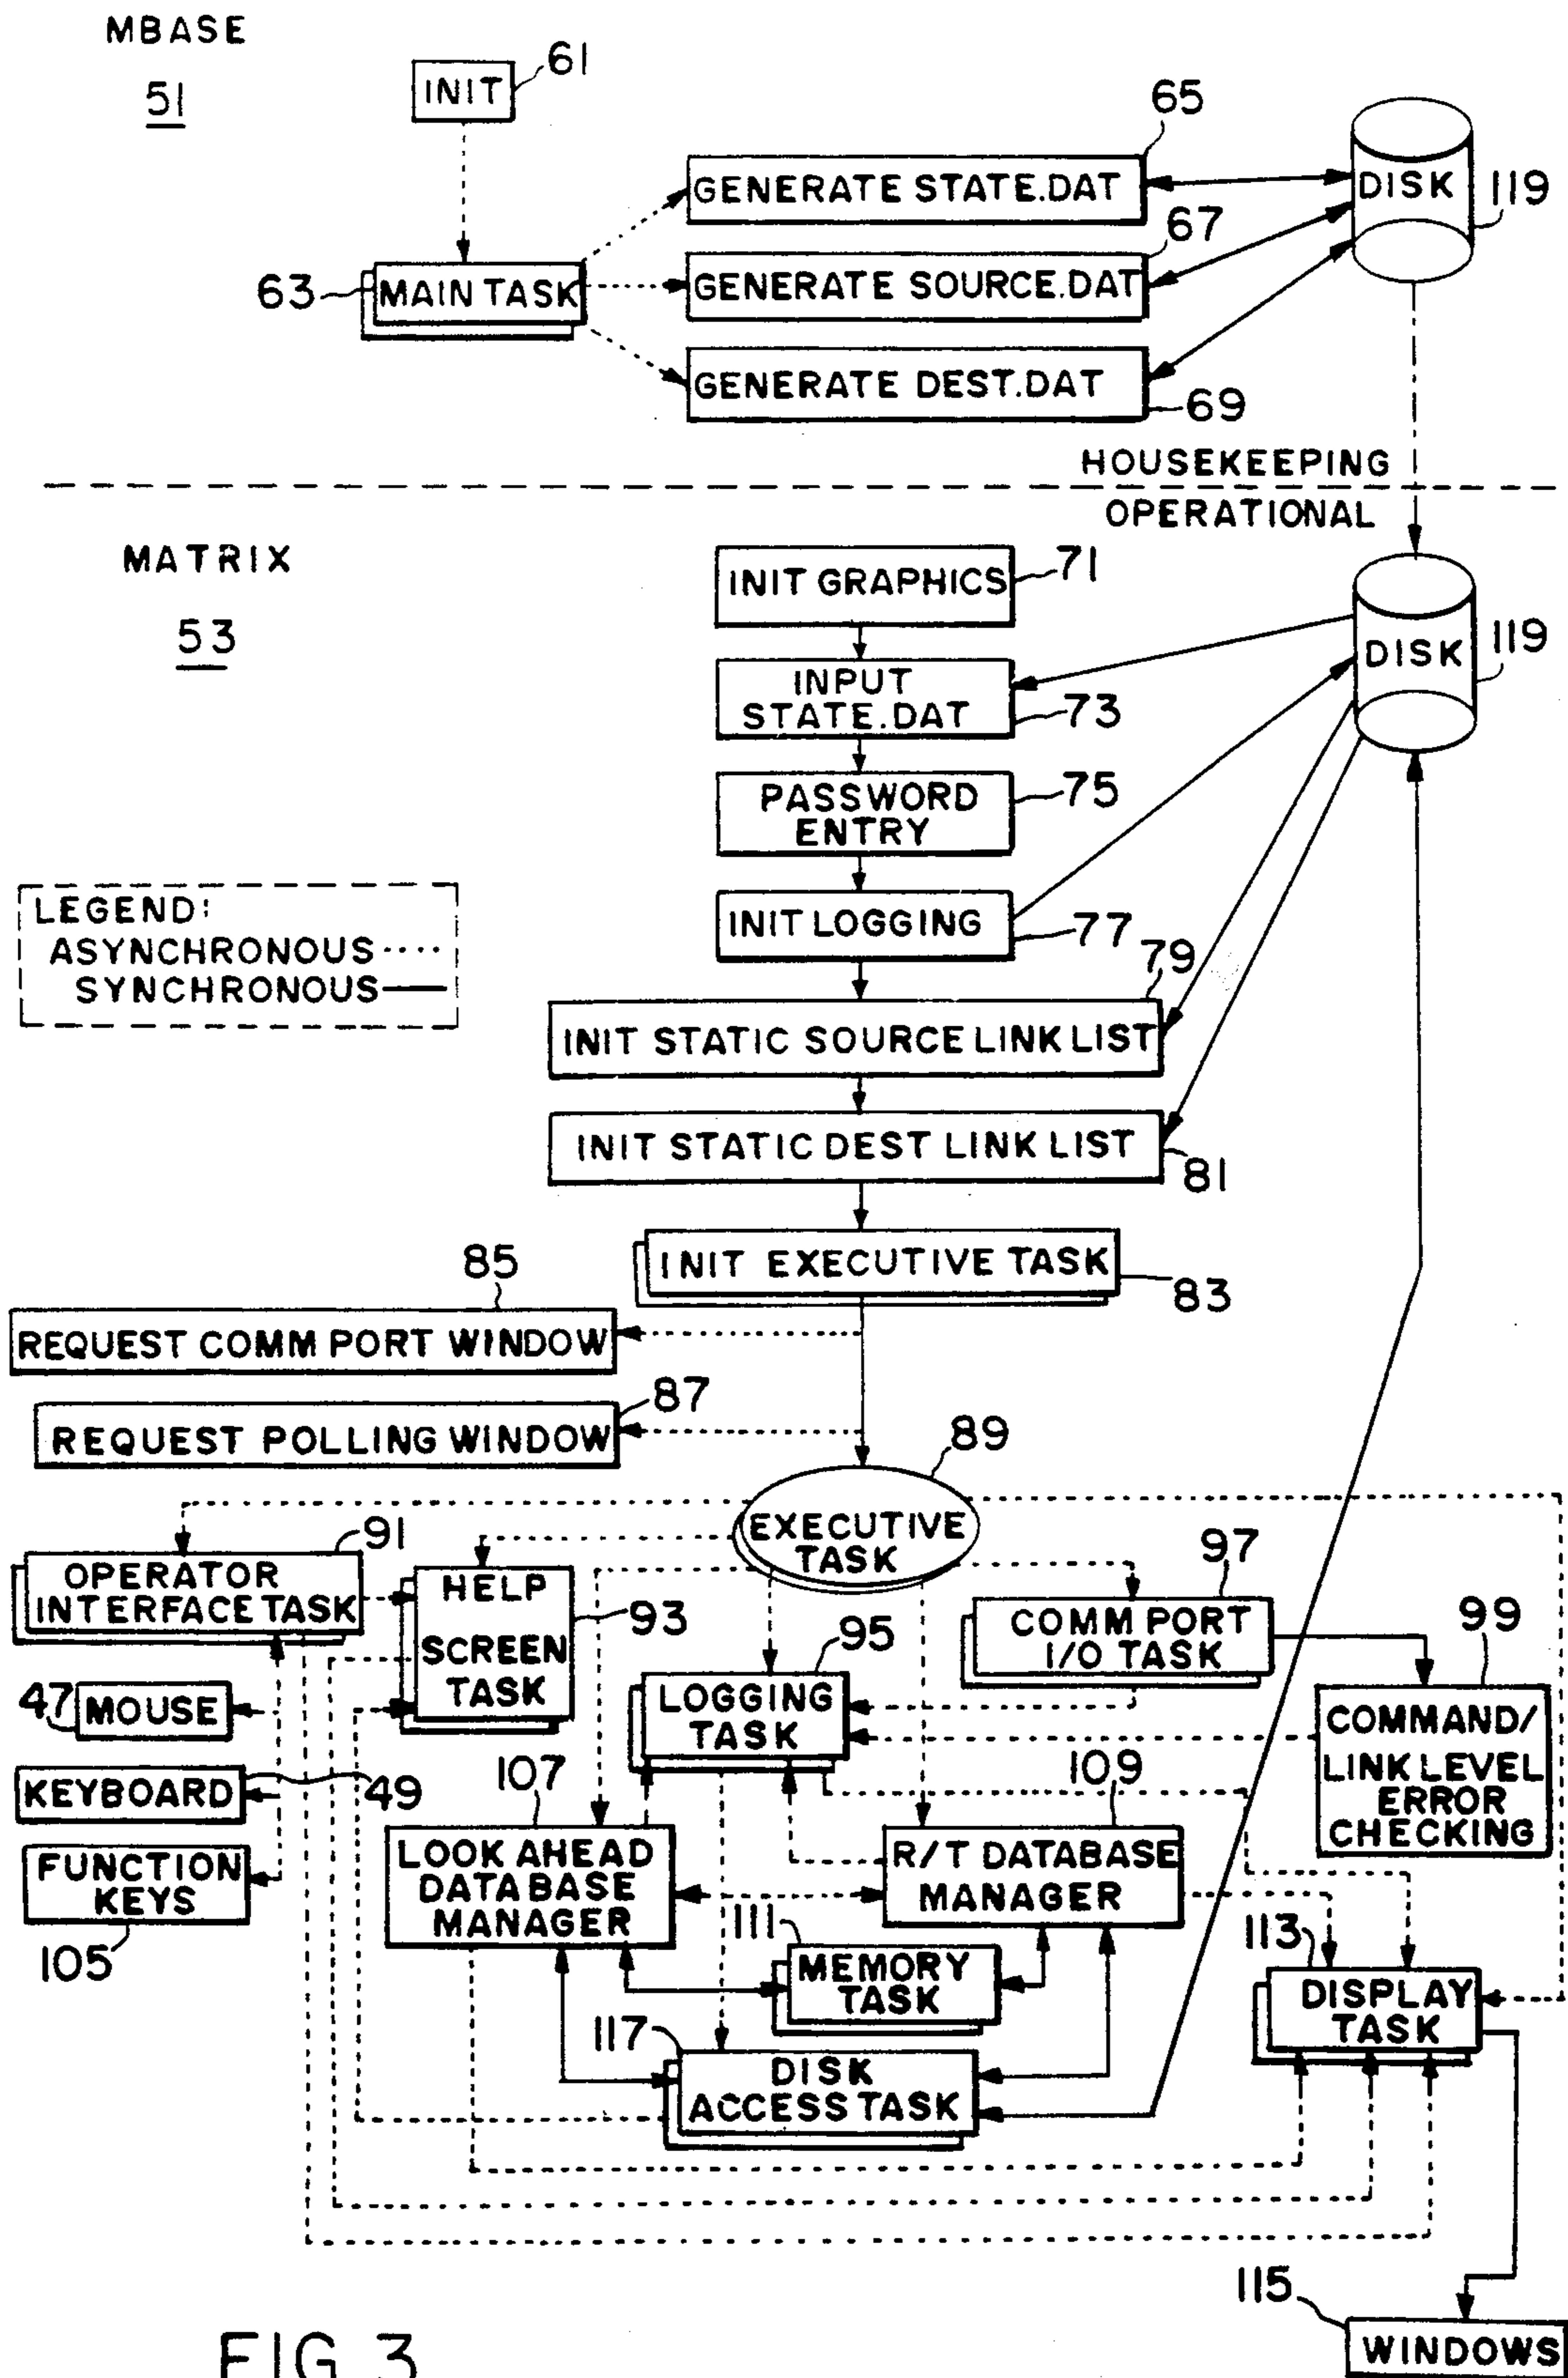 MBASE
51
INIT
61
65
GENERATE STATE.DAT
DISK
119
67
63
MAIN TASK
GENERATE SOURCE.DAT
GENERATE DEST.DAT
69
HOUSEKEEPING
OPERATIONAL
MATRIX
53
INIT GRAPHICS
71
DISK
119
INPUT
STATE.DAT
73
PASSWORD
ENTRY
75
LEGEND:
ASYNCHRONOUS
SYNCHRONOUS
INIT LOGGING
77
79
INIT STATIC SOURCE LINK LIST
INIT STATIC DEST LINK LIST
81
INIT EXECUTIVE TASK
83
85
REQUEST COMM PORT WINDOW
87
REQUEST POLLING WINDOW
89
EXECUTIVE
TASK
91
OPERATOR
INTERFACE TASK
HELP
SCREEN
TASK
93
95
LOGGING
TASK
97
COMM PORT
I/O TASK
99
COMMAND/
LINK LEVEL
ERROR
CHECKING
47
MOUSE
KEYBOARD
49
FUNCTION
KEYS
105
107
LOOK AHEAD
DATABASE
MANAGER
109
R/T DATABASE
MANAGER
111
MEMORY
TASK
113
DISPLAY
TASK
117
DISK
ACCESS TASK
115
WINDOWS
FIG 3